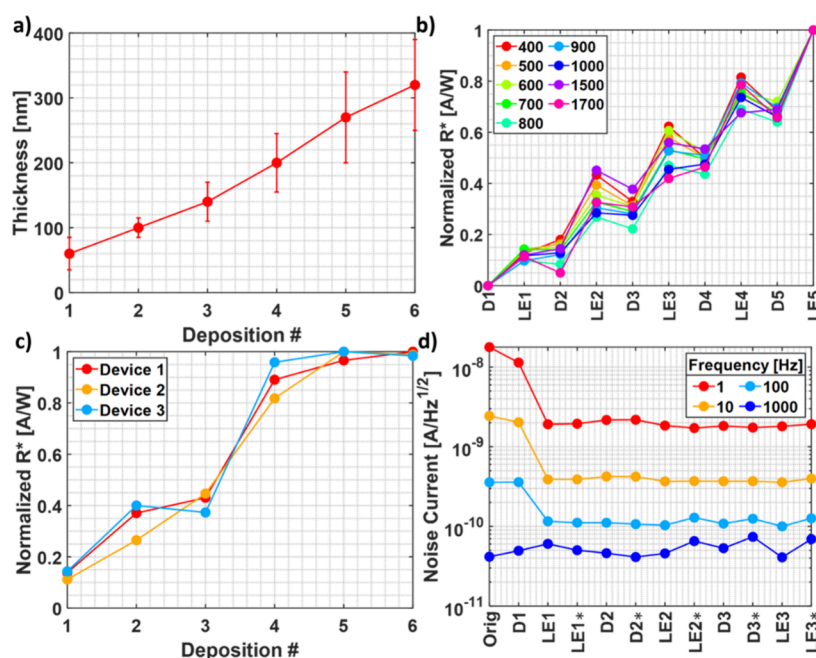 a)
400
300
200
100
0
Thickness [nm]
1 2 3 4 5 6
Deposition #
b)
1
0.8
0.6
0.4
0.2
0
Normalized R* [A/W]
400 900
500 1000
600 1500
700 1700
800
D1 LE1 D2 LE2 D3 LE3 D4 LE4 D5 LE5
c)
1
0.8
0.6
0.4
0.2
0
Normalized R* [A/W]
Device 1
Device 2
Device 3
1 2 3 4 5 6
Deposition #
d)
10-8
10-9
10-10
10-11
Noise Current [A/Hz1/2]
Frequency [Hz]
1 100
10 1000
Orig D1 LE1 LE1* D2 D2* LE2 LE2* D3 D3* LE3 LE3*